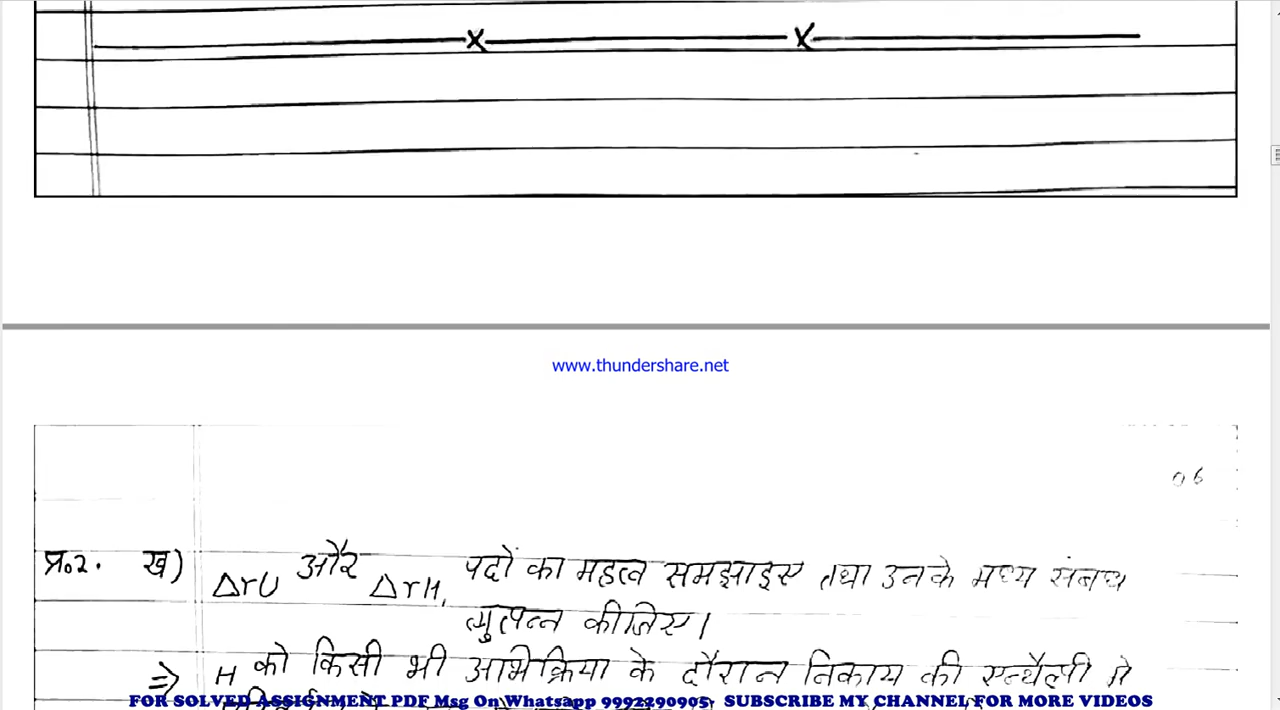 www.thundershare.net
06
प्र०२. ख) ΔrU और ΔrH, पदों का महत्व समझाइए तथा उनके मध्य संबंध
व्युत्पन्न कीजिए।
⇒ H को किसी भी अभिक्रिया के दौरान निकाय की एन्थैल्पी में
FOR SOLVED ASSIGNMENT PDF Msg On Whatsapp 9992290905, SUBSCRIBE MY CHANNEL FOR MORE VIDEOS